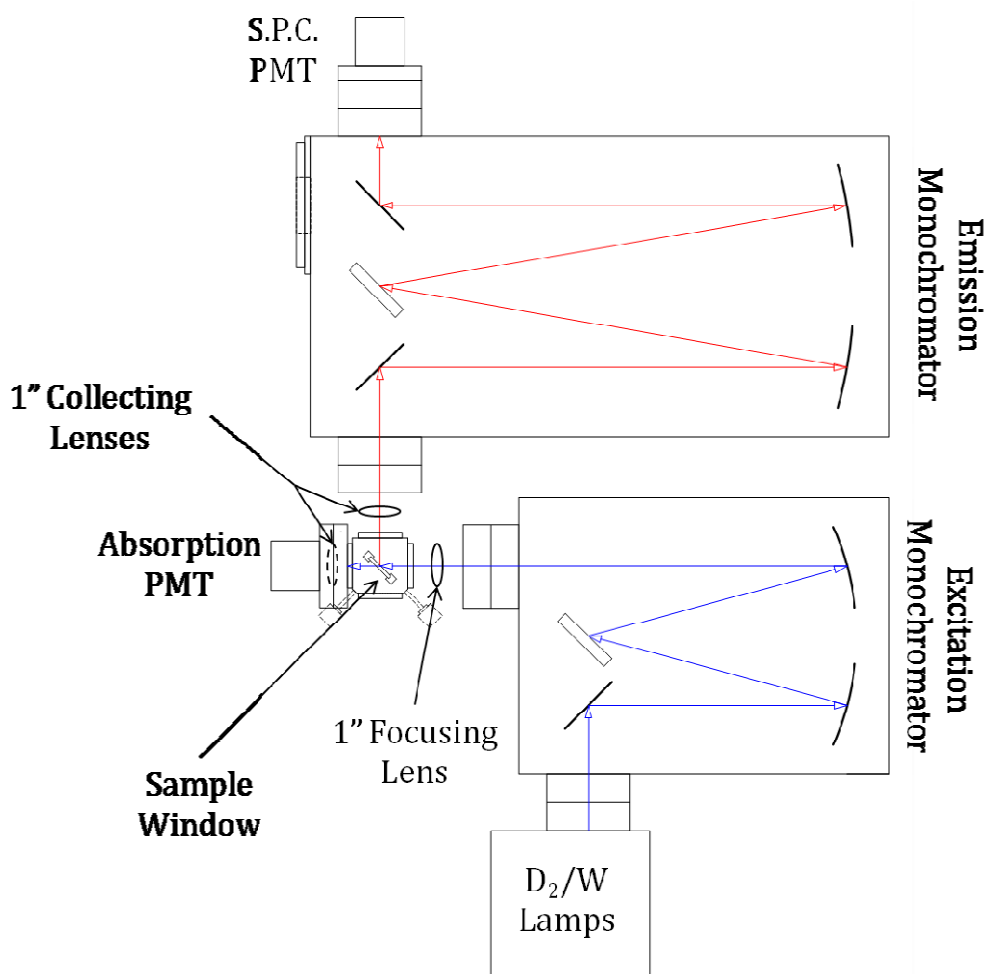 S.P.C.
PMT
Emission
Monochromator
1” Collecting
Lenses
Absorption
PMT
Excitation
Monochromator
1” Focusing
Lens
Sample
Window
D₂/W
Lamps